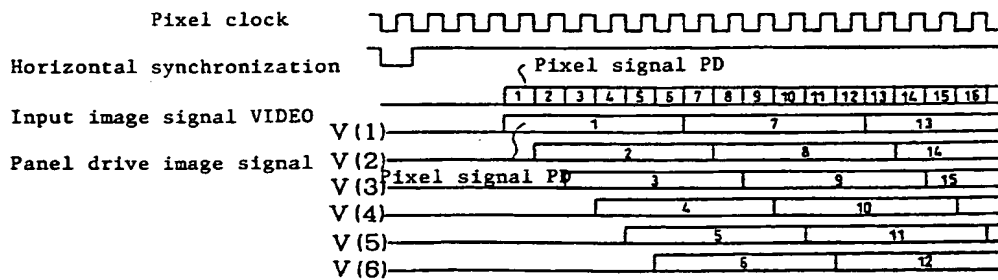 Pixel clock
Horizontal synchronization
Pixel signal PD
1 2 3 4 5 6 7 8 9 10 11 12 13 14 15 16
Input image signal VIDEO
V(1) 1 7 13
Panel drive image signal
V(2) 2 8 14
Pixel signal PD
V(3) 3 9 15
V(4) 4 10
V(5) 5 11
V(6) 6 12